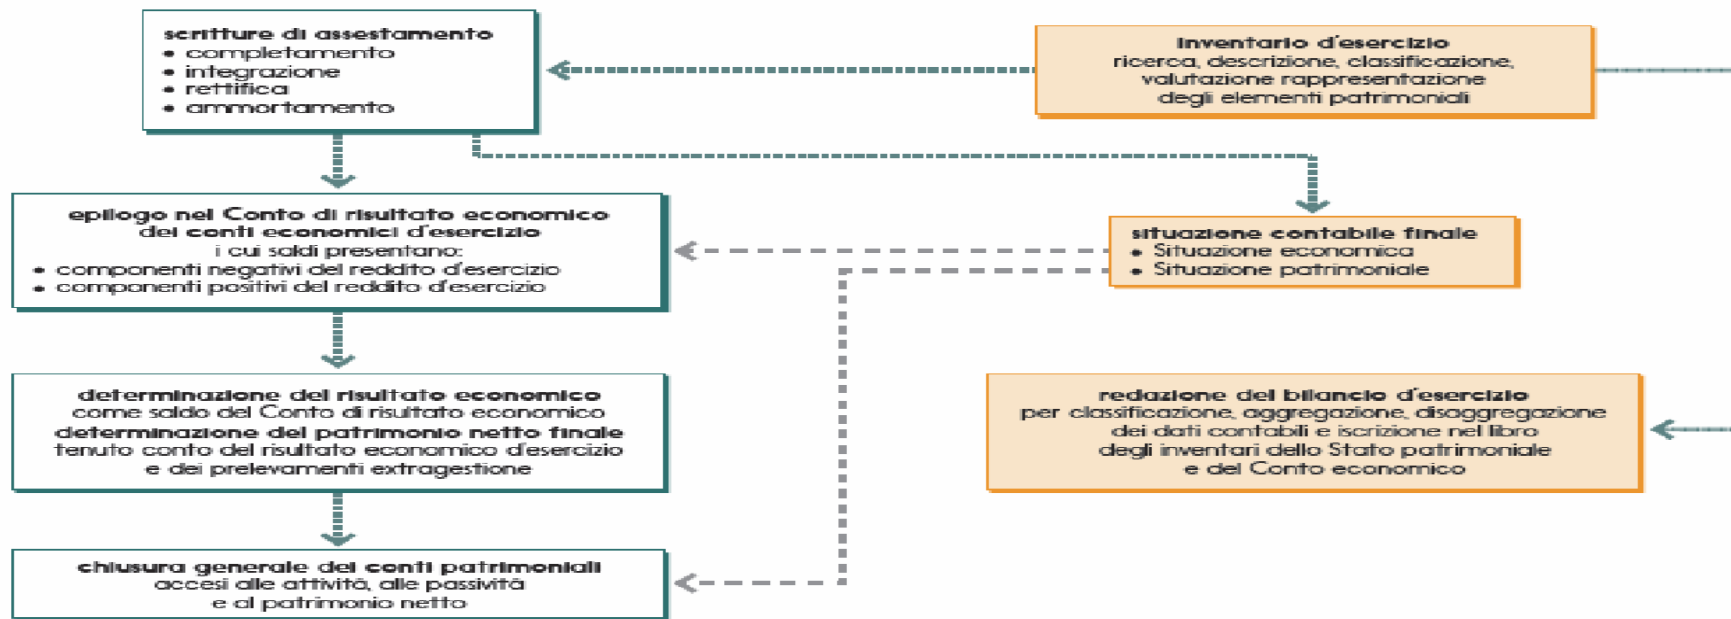 scritture di assestamento
• completamento
• integrazione
• rettifica
• ammortamento
inventario d'esercizio
ricerca, descrizione, classificazione,
valutazione rappresentazione
degli elementi patrimoniali
epilogo nel Conto di risultato economico
dei conti economici d'esercizio
i cui saldi presentano:
• componenti negativi del reddito d'esercizio
• componenti positivi del reddito d'esercizio
situazione contabile finale
• Situazione economica
• Situazione patrimoniale
determinazione del risultato economico
come saldo del Conto di risultato economico
determinazione del patrimonio netto finale
tenuto conto del risultato economico d'esercizio
e dei prelevamenti extragestione
redazione del bilancio d'esercizio
per classificazione, aggregazione, disaggregazione
dei dati contabili e iscrizione nel libro
degli inventari dello Stato patrimoniale
e del Conto economico
chiusura generale dei conti patrimoniali
accesi alle attività, alle passività
e al patrimonio netto